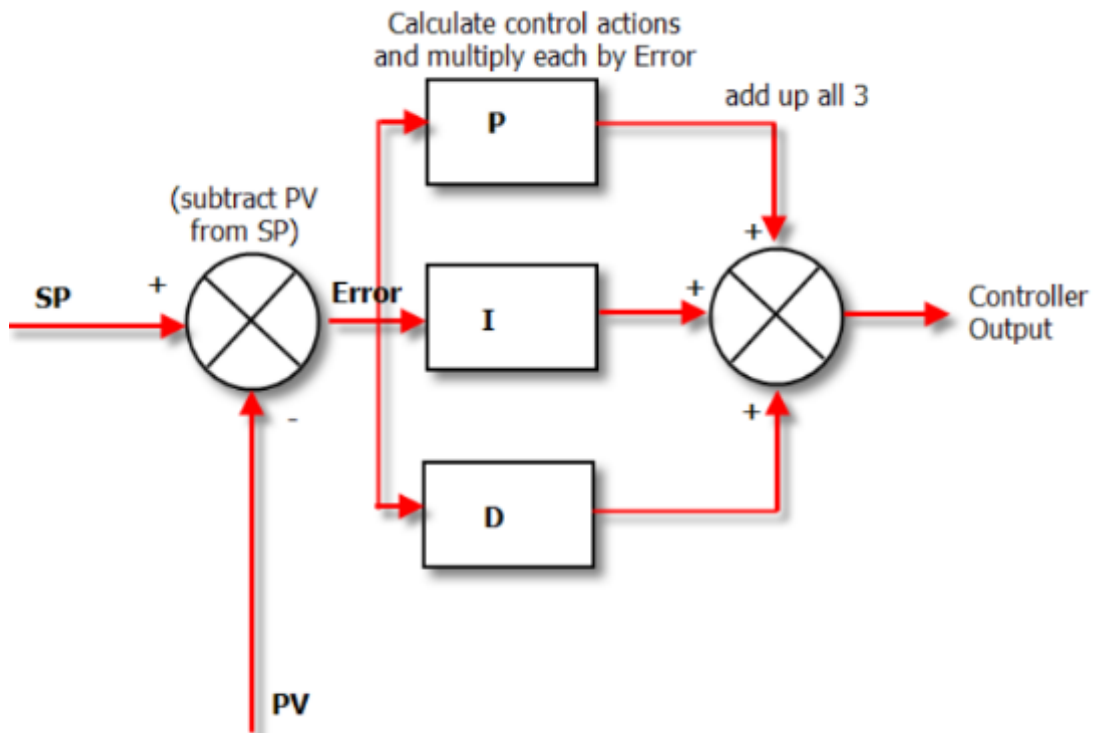 Calculate control actions
and multiply each by Error
P
add up all 3
(subtract PV
from SP)
+
SP
+
Error
I
+
Controller
Output
-
+
D
PV